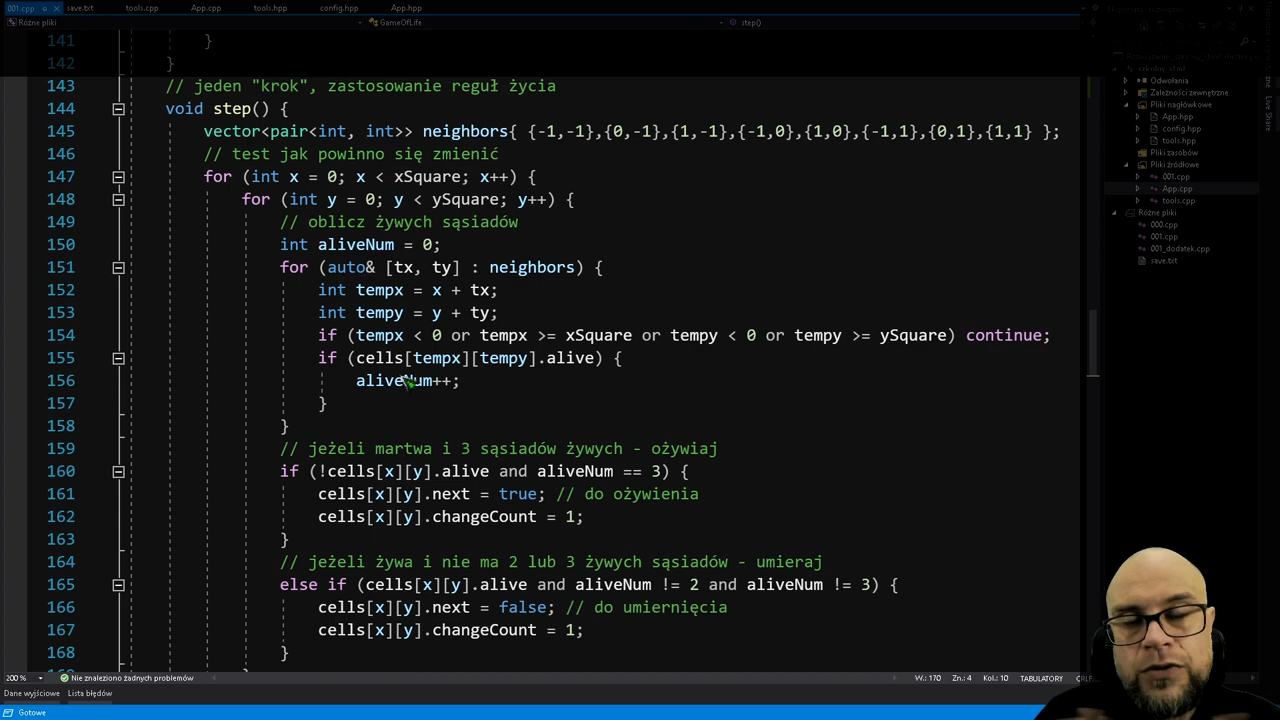 001.cpp save.txt tools.cpp App.cpp tools.hpp config.hpp App.hpp
Różne pliki GameOfLife step()
141 }
142 }
143 // jeden "krok", zastosowanie reguł życia
144 void step() {
145 vector<pair<int, int>> neighbors{ {-1,-1},{0,-1},{1,-1},{-1,0},{1,0},{-1,1},{0,1},{1,1} };
146 // test jak powinno się zmienić
147 for (int x = 0; x < xSquare; x++) {
148 for (int y = 0; y < ySquare; y++) {
149 // oblicz żywych sąsiadów
150 int aliveNum = 0;
151 for (auto& [tx, ty] : neighbors) {
152 int tempx = x + tx;
153 int tempy = y + ty;
154 if (tempx < 0 or tempx >= xSquare or tempy < 0 or tempy >= ySquare) continue;
155 if (cells[tempx][tempy].alive) {
156 aliveNum++;
157 }
158 }
159 // jeżeli martwa i 3 sąsiadów żywych - ożywiaj
160 if (!cells[x][y].alive and aliveNum == 3) {
161 cells[x][y].next = true; // do ożywienia
162 cells[x][y].changeCount = 1;
163 }
164 // jeżeli żywa i nie ma 2 lub 3 żywych sąsiadów - umieraj
165 else if (cells[x][y].alive and aliveNum != 2 and aliveNum != 3) {
166 cells[x][y].next = false; // do umiernięcia
167 cells[x][y].changeCount = 1;
168 }
200 % Nie znaleziono żadnych problemów W.: 170 Zn.: 4 Kol.: 10 TABULATORY
Dane wyjściowe Lista błędów
Gotowe
Odwołania
Zależności zewnętrzne
Pliki nagłówkowe
App.hpp
config.hpp
tools.hpp
Pliki zasobów
Pliki źródłowe
001.cpp
App.cpp
tools.cpp
Różne pliki
000.cpp
001.cpp
001_dodatek.cpp
save.txt
Live Share